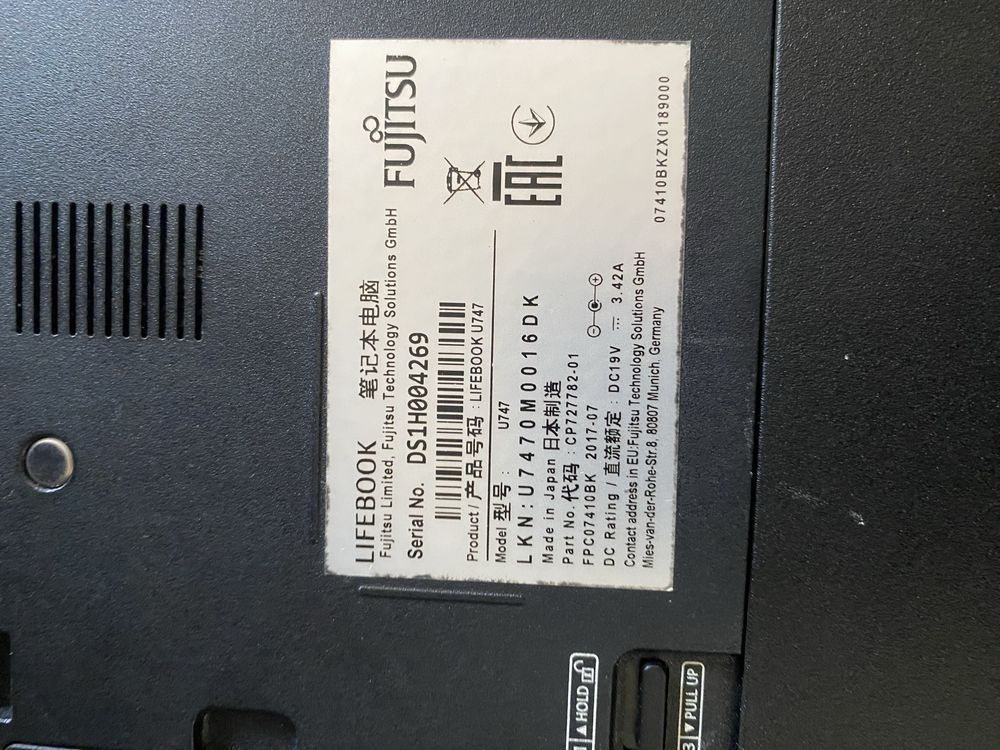 LIFEBOOK 笔记本电脑
FUJITSU
Fujitsu Limited, Fujitsu Technology Solutions GmbH
Serial No. DS1H004269
Product / 产品号码 : LIFEBOOK U747
Model 型号 : U747
LKN:U7470M0016DK
Made in Japan 日本制造
Part No. 代码 : CP727782-01
FPC07410BK 2017-07
DC Rating / 直流额定 : DC19V ⎓ 3.42A
Contact address in EU:Fujitsu Technology Solutions GmbH
Mies-van-der-Rohe-Str.8, 80807 Munich, Germany
EAC
07410BKZX0189000
1 ▲ HOLD
3 ▼ PULL UP